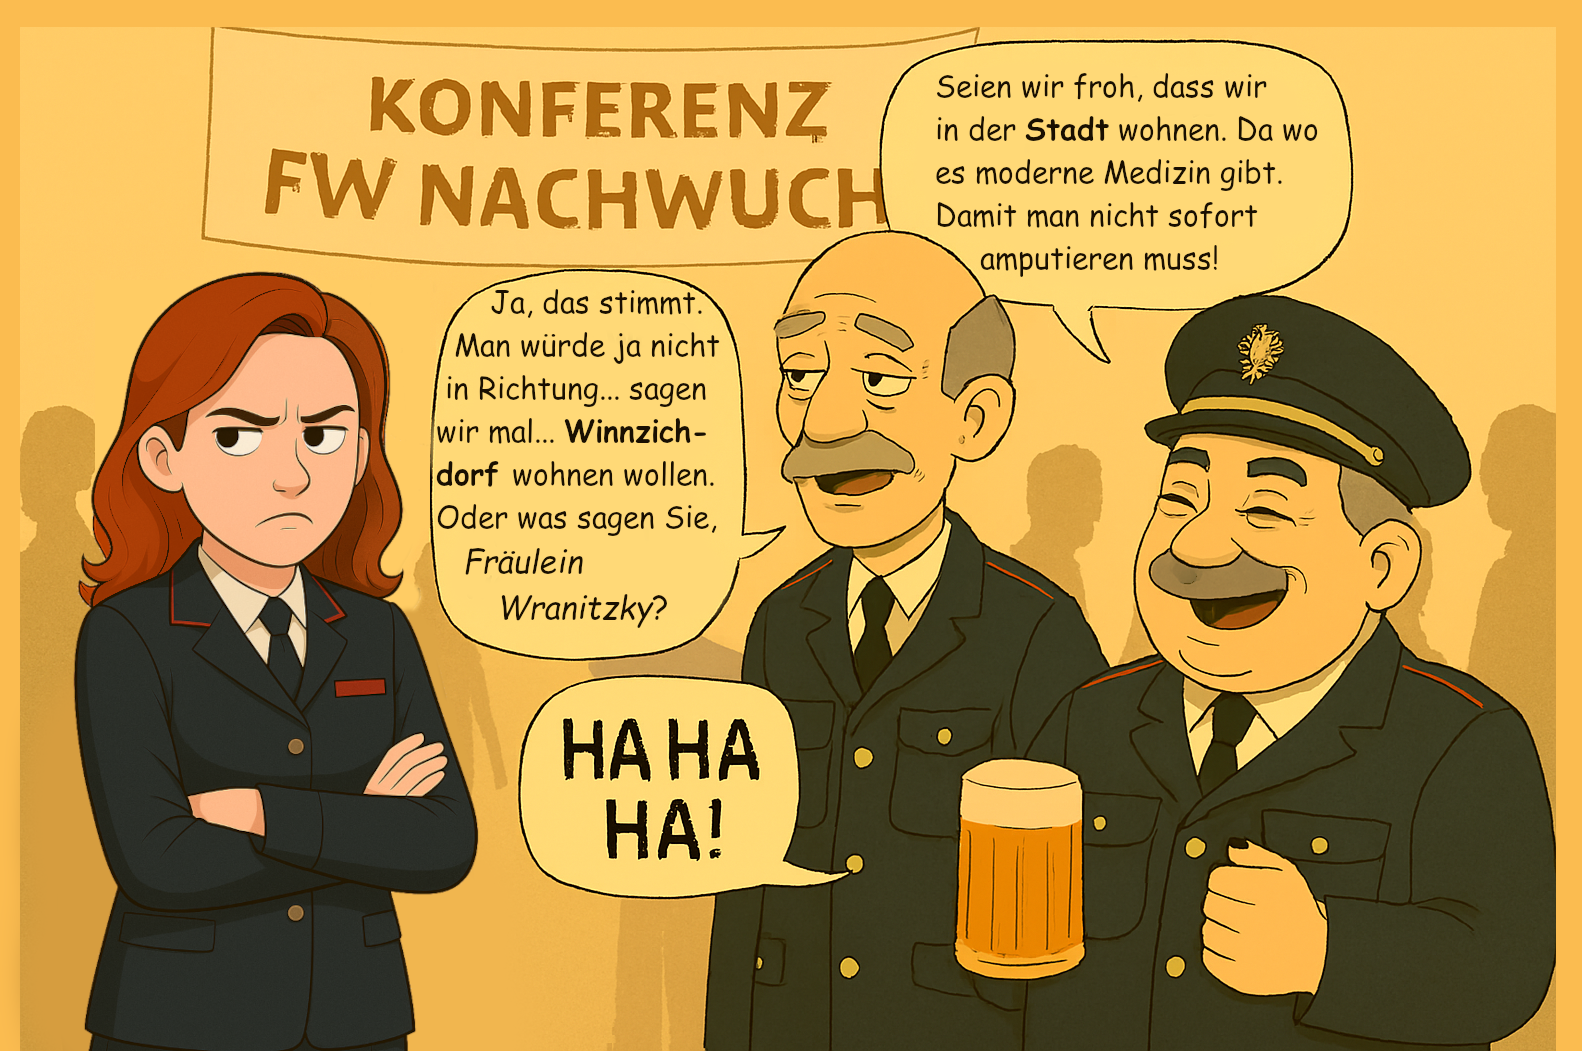 KONFERENZ
FW NACHWUCH
Seien wir froh, dass wir
in der Stadt wohnen. Da wo
es moderne Medizin gibt.
Damit man nicht sofort
amputieren muss!
Ja, das stimmt.
Man würde ja nicht
in Richtung... sagen
wir mal... Winnzich-
dorf wohnen wollen.
Oder was sagen Sie,
Fräulein
Wranitzky?
HA HA
HA!